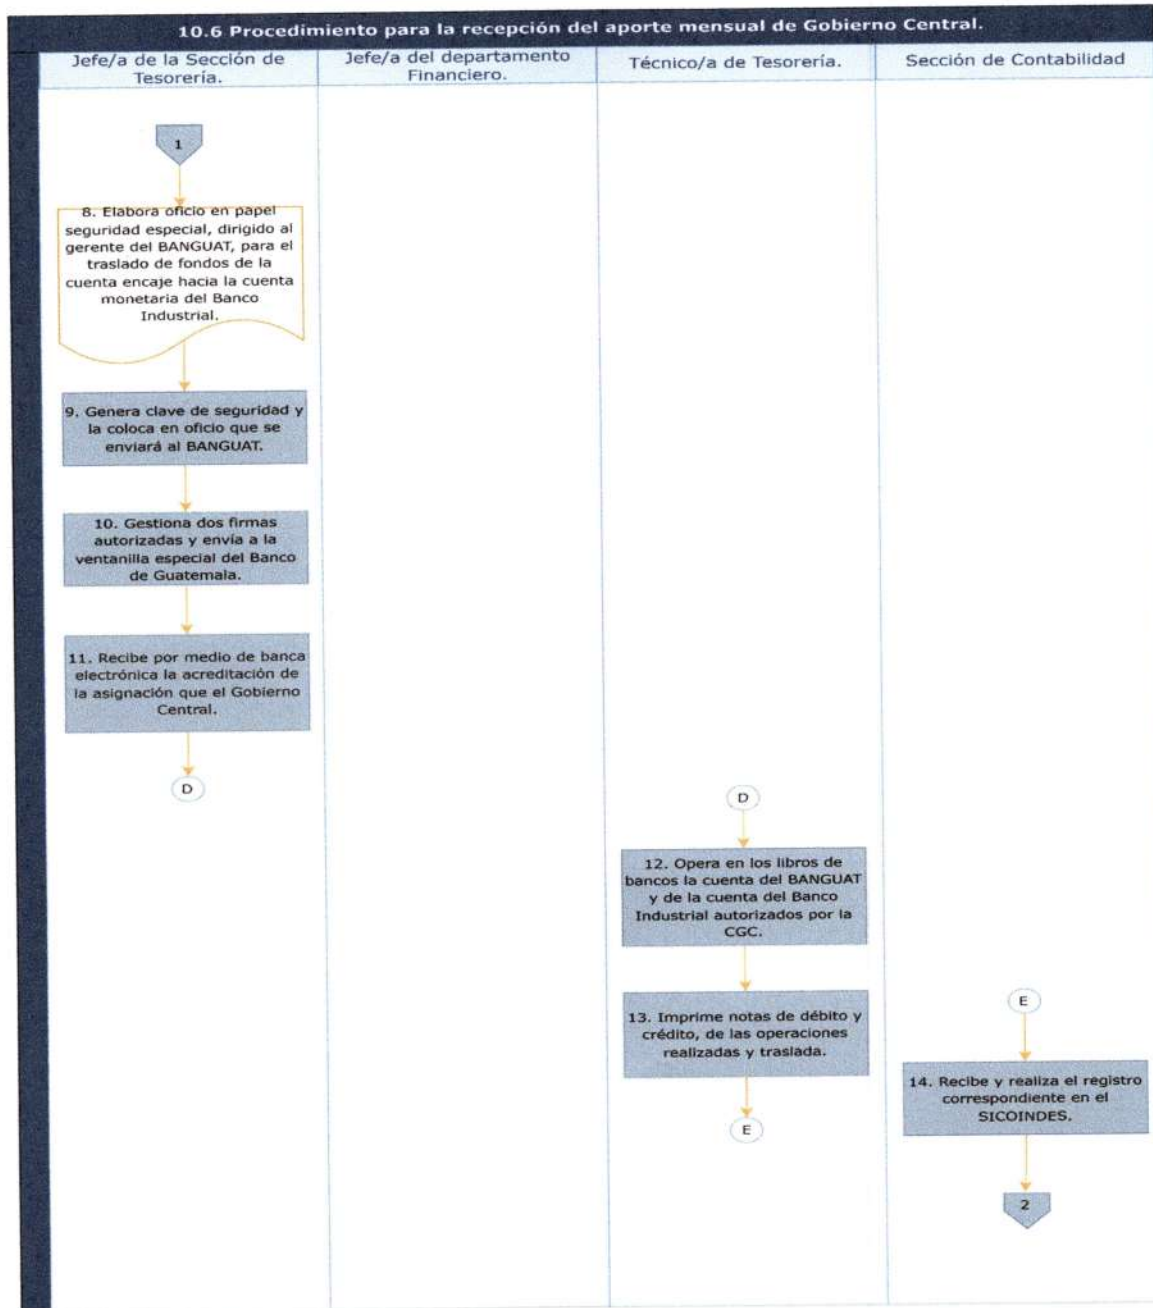 10.6 Procedimiento para la recepción del aporte mensual de Gobierno Central.
Jefe/a de la Sección de
Tesorería.
Jefe/a del departamento
Financiero.
Técnico/a de Tesorería.
Sección de Contabilidad
1
8. Elabora oficio en papel
seguridad especial, dirigido al
gerente del BANGUAT, para el
traslado de fondos de la
cuenta encaje hacia la cuenta
monetaria del Banco
Industrial.
9. Genera clave de seguridad y
la coloca en oficio que se
enviará al BANGUAT.
10. Gestiona dos firmas
autorizadas y envía a la
ventanilla especial del Banco
de Guatemala.
11. Recibe por medio de banca
electrónica la acreditación de
la asignación que el Gobierno
Central.
D
D
12. Opera en los libros de
bancos la cuenta del BANGUAT
y de la cuenta del Banco
Industrial autorizados por la
CGC.
13. Imprime notas de débito y
crédito, de las operaciones
realizadas y traslada.
E
E
14. Recibe y realiza el registro
correspondiente en el
SICOINDES.
2